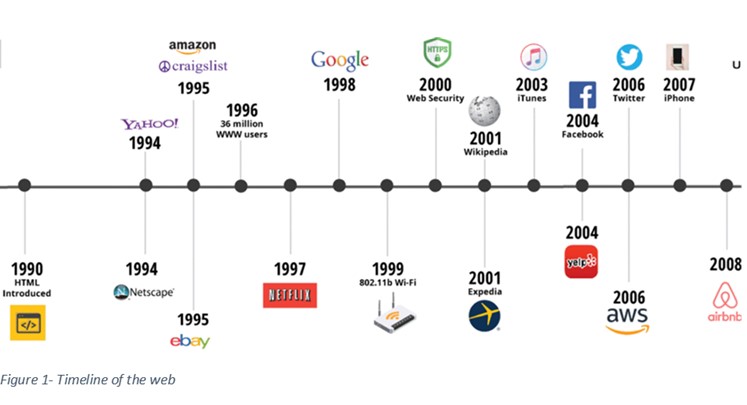 amazon
craigslist
1995
YAHOO!
1994
1996
36 million
WWW users
Google
1998
HTTPS
2000
Web Security
2001
Wikipedia
2003
iTunes
2004
Facebook
2006
Twitter
2007
iPhone
U
1990
HTML
Introduced
1994
Netscape
1995
ebay
1997
NETFLIX
1999
802.11b Wi-Fi
2001
Expedia
2004
yelp
2006
aws
2008
airbnb
Figure 1- Timeline of the web